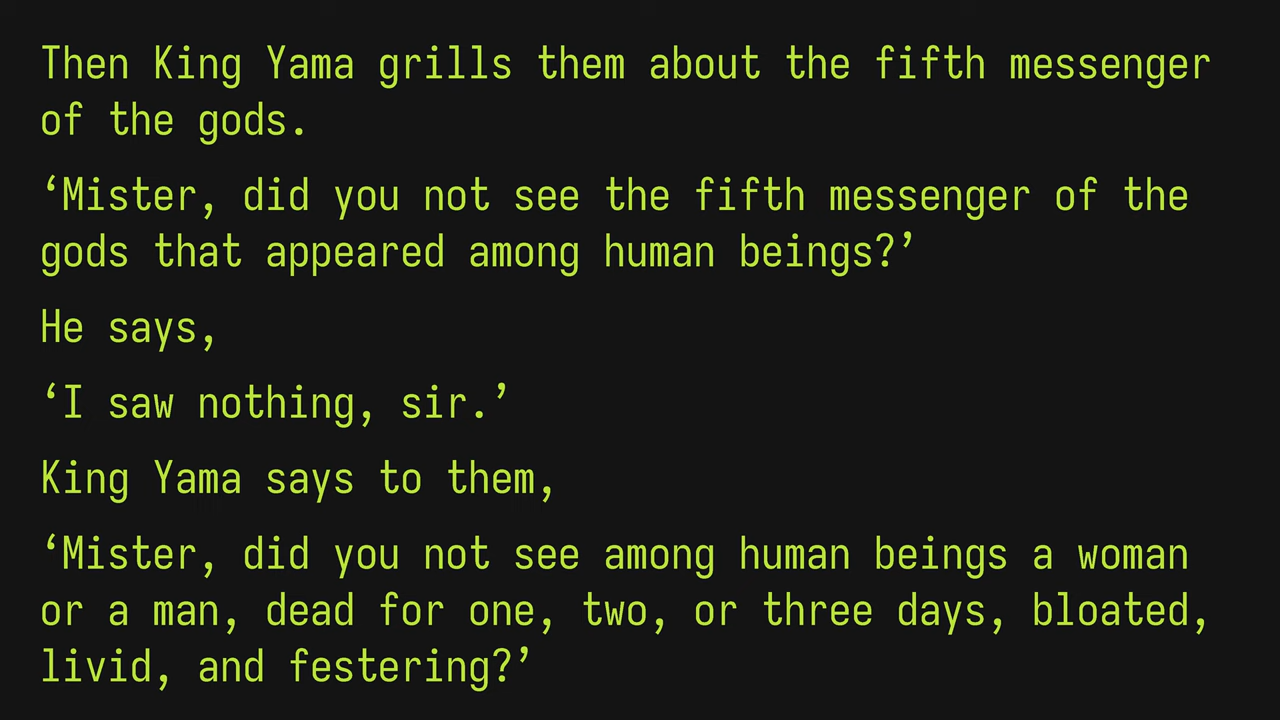 Then King Yama grills them about the fifth messenger
of the gods.
‘Mister, did you not see the fifth messenger of the
gods that appeared among human beings?’
He says,
‘I saw nothing, sir.’
King Yama says to them,
‘Mister, did you not see among human beings a woman
or a man, dead for one, two, or three days, bloated,
livid, and festering?’